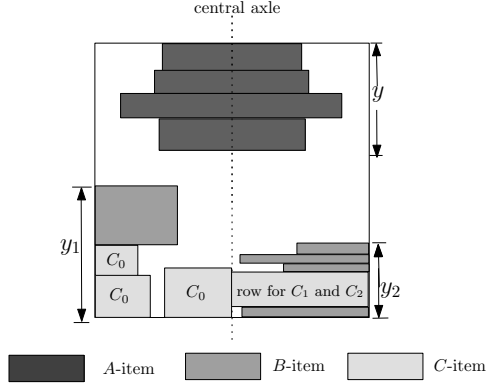 central axle
y
y₁
C₀
C₀
C₀
row for C₁ and C₂
y₂
A-item
B-item
C-item